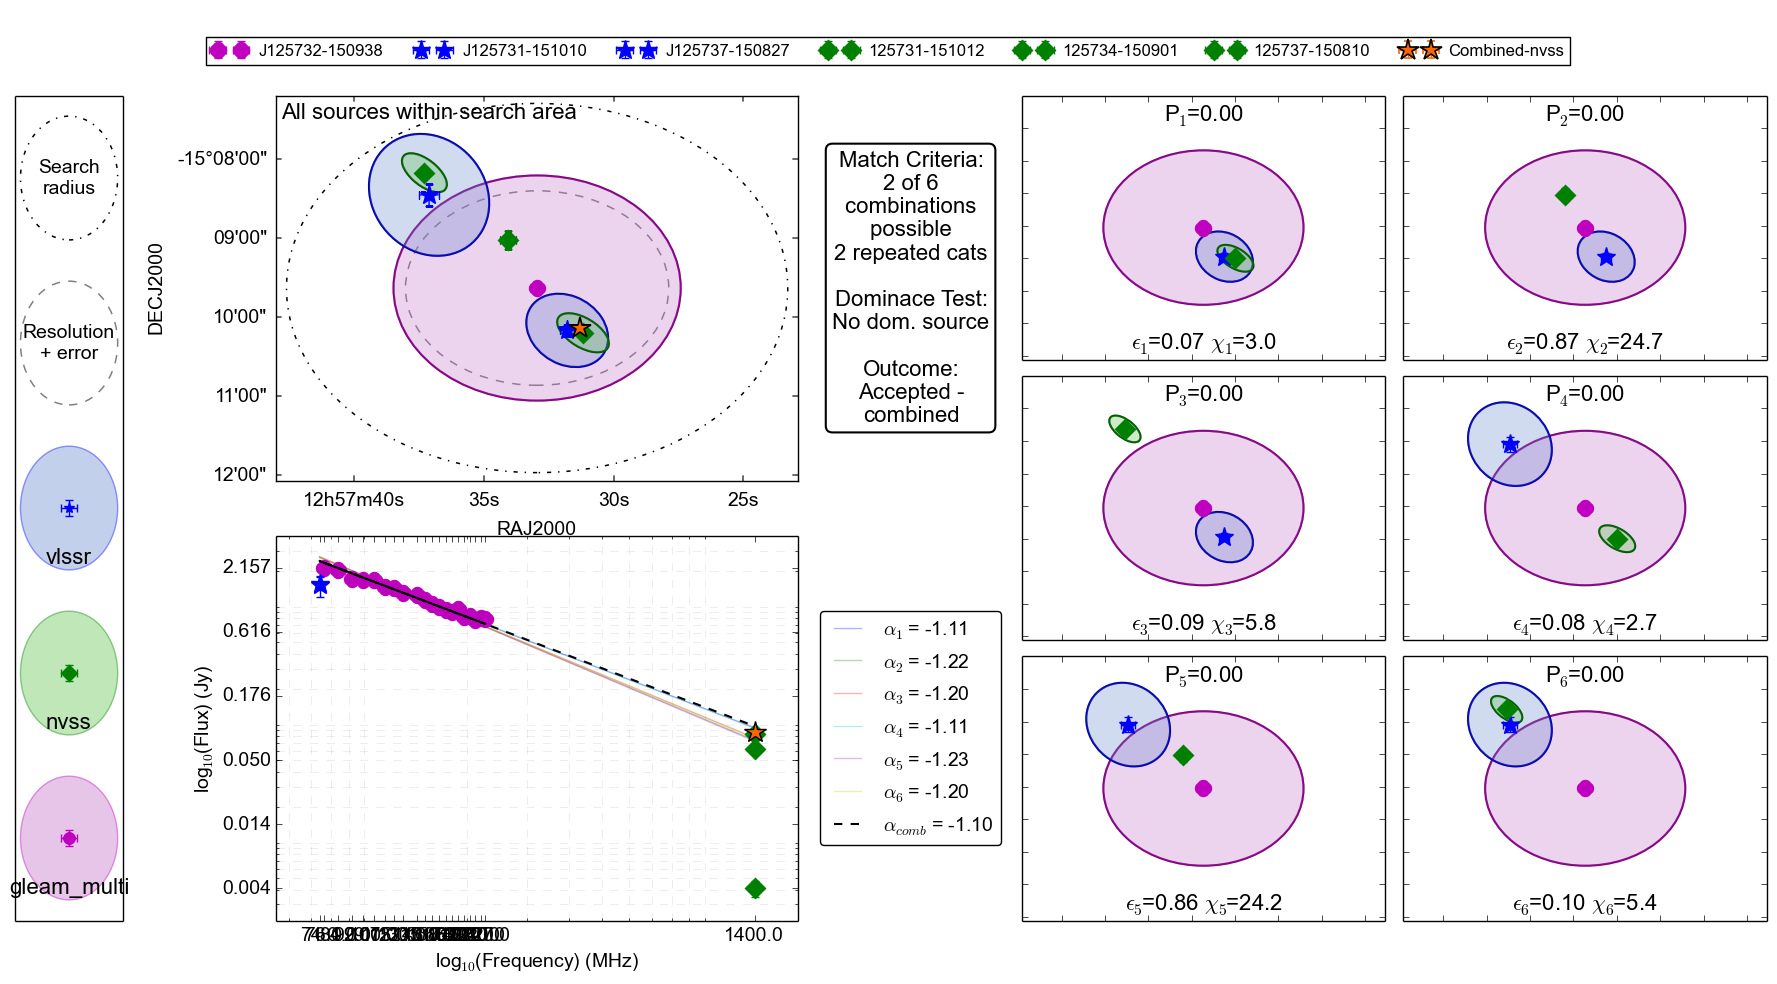 J125732-150938 J125731-151010 J125737-150827 125731-151012 125734-150901 125737-150810 Combined-nvss
Search
radius
Resolution
+ error
vlssr
nvss
gleam_multi
All sources within search area
-15°08'00"
09'00"
10'00"
11'00"
12'00"
DECJ2000
12h57m40s 35s 30s 25s
RAJ2000
Match Criteria:
2 of 6
combinations
possible
2 repeated cats
Dominace Test:
No dom. source
Outcome:
Accepted -
combined
2.157
0.616
0.176
0.050
0.014
0.004
log10(Flux) (Jy)
1400.0
log10(Frequency) (MHz)
α1 = -1.11
α2 = -1.22
α3 = -1.20
α4 = -1.11
α5 = -1.23
α6 = -1.20
αcomb = -1.10
P1=0.00
ϵ1=0.07 χ1=3.0
P2=0.00
ϵ2=0.87 χ2=24.7
P3=0.00
ϵ3=0.09 χ3=5.8
P4=0.00
ϵ4=0.08 χ4=2.7
P5=0.00
ϵ5=0.86 χ5=24.2
P6=0.00
ϵ6=0.10 χ6=5.4